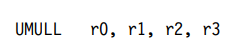 UMULL r0, r1, r2, r3